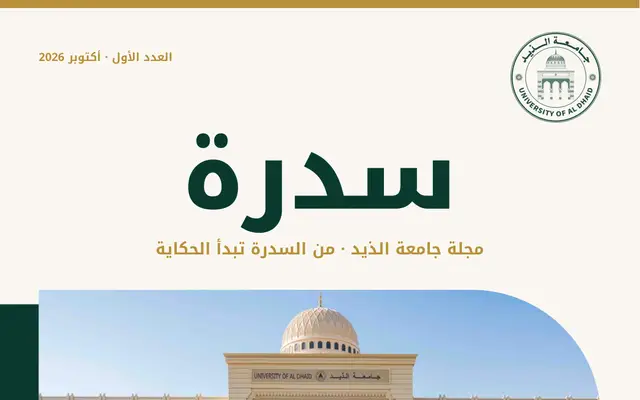 العدد الأول · أكتوبر 2026
جامعة الذيد
UNIVERSITY OF AL DHAID
سدرة
مجلة جامعة الذيد · من السدرة تبدأ الحكاية
UNIVERSITY OF AL DHAID جامعة الذيد